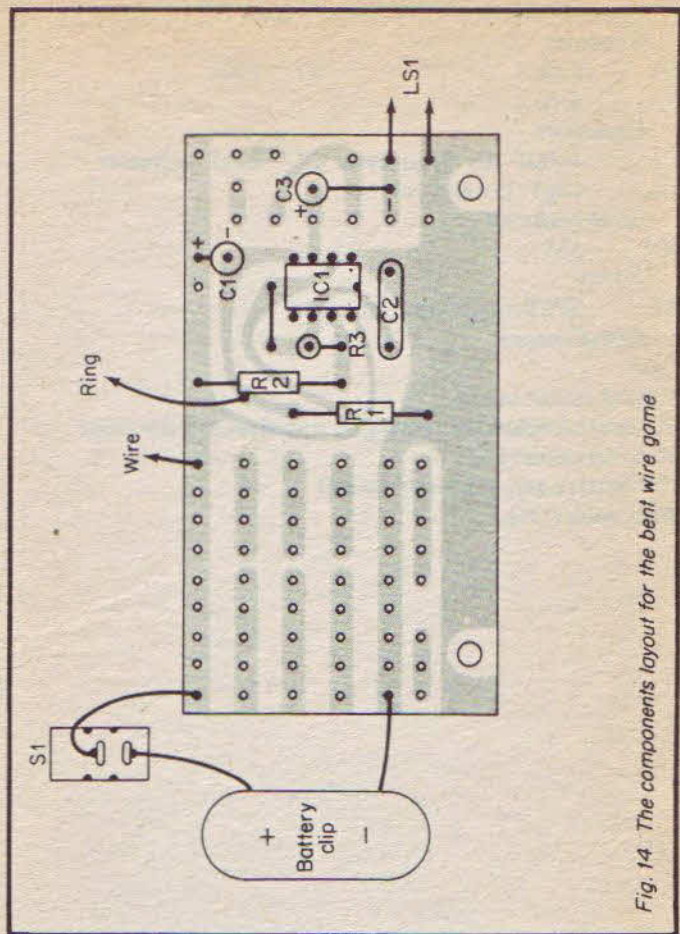 S1
+
Battery
clip
−
Wire
Ring
R
2
R
1
+
−
C1
IC1
R3
C2
+
C3
−
LS1
Fig. 14 The components layout for the bent wire game